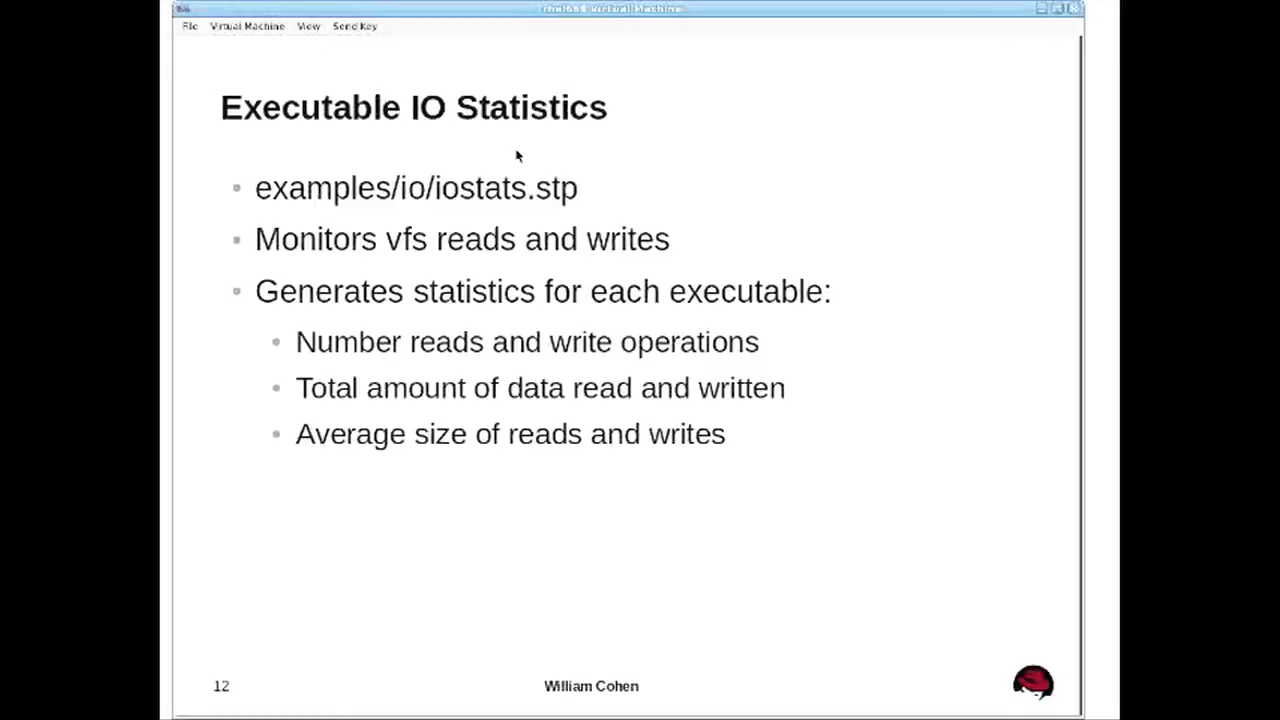 Virtual Machine
File Virtual Machine View Send Key
Executable IO Statistics
examples/io/iostats.stp
Monitors vfs reads and writes
Generates statistics for each executable:
Number reads and write operations
Total amount of data read and written
Average size of reads and writes
12 William Cohen